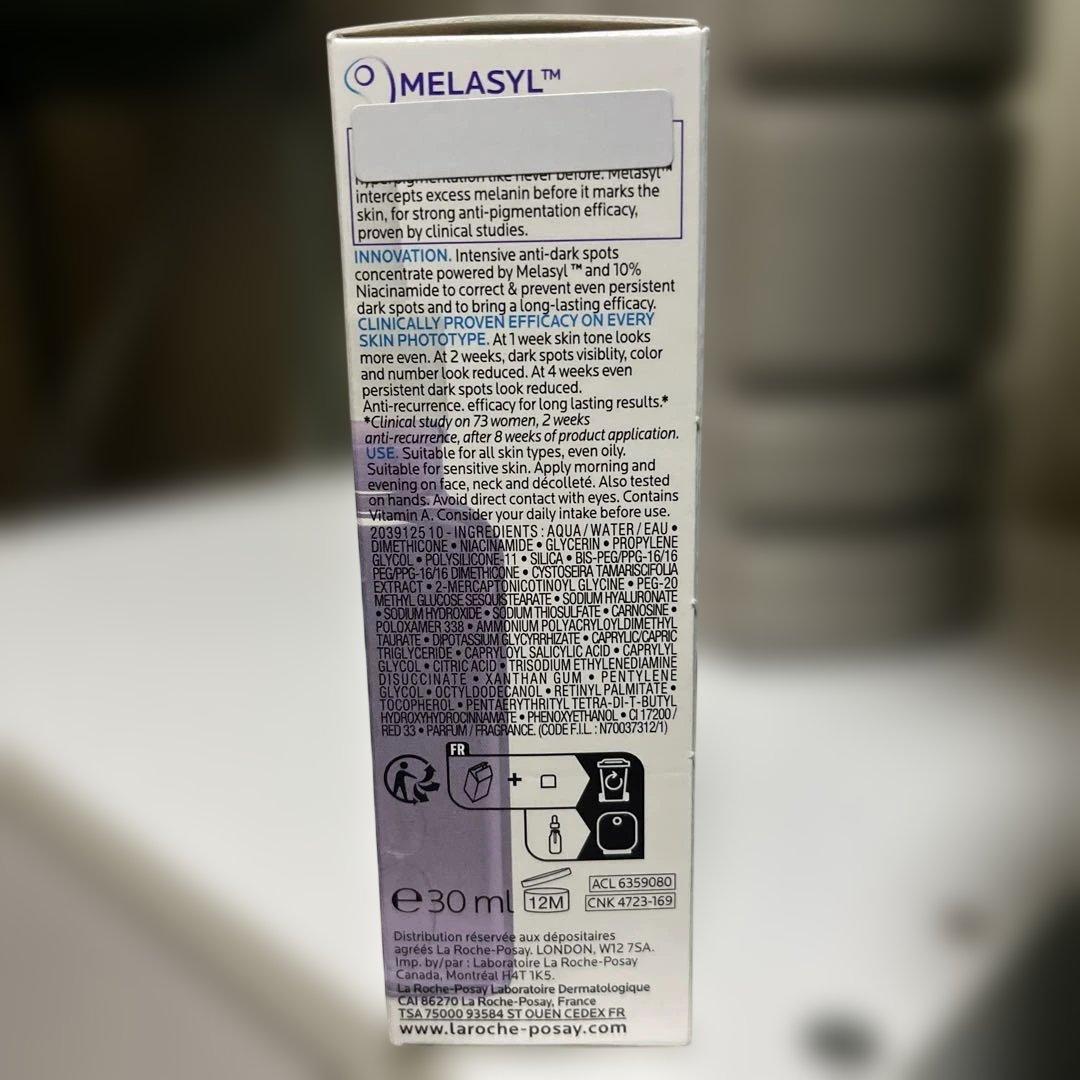 MELASYL™
Hyperpigmentation like never before. Melasyl™
intercepts excess melanin before it marks the
skin, for strong anti-pigmentation efficacy,
proven by clinical studies.
INNOVATION. Intensive anti-dark spots
concentrate powered by Melasyl ™ and 10%
Niacinamide to correct & prevent even persistent
dark spots and to bring a long-lasting efficacy.
CLINICALLY PROVEN EFFICACY ON EVERY
SKIN PHOTOTYPE. At 1 week skin tone looks
more even. At 2 weeks, dark spots visiblity, color
and number look reduced. At 4 weeks even
persistent dark spots look reduced.
Anti-recurrence. efficacy for long lasting results.*
*Clinical study on 73 women, 2 weeks
anti-recurrence, after 8 weeks of product application.
USE. Suitable for all skin types, even oily.
Suitable for sensitive skin. Apply morning and
evening on face, neck and décolleté. Also tested
on hands. Avoid direct contact with eyes. Contains
Vitamin A. Consider your daily intake before use.
203912510 - INGREDIENTS : AQUA / WATER / EAU •
DIMETHICONE • NIACINAMIDE • GLYCERIN • PROPYLENE
GLYCOL • POLYSILICONE-11 • SILICA • BIS-PEG/PPG-16/16
PEG/PPG-16/16 DIMETHICONE • CYSTOSEIRA TAMARISCIFOLIA
EXTRACT • 2-MERCAPTONICOTINOYL GLYCINE • PEG-20
METHYL GLUCOSE SESQUISTEARATE • SODIUM HYALURONATE
• SODIUM HYDROXIDE • SODIUM THIOSULFATE • CARNOSINE •
POLOXAMER 338 • AMMONIUM POLYACRYLOYLDIMETHYL
TAURATE • DIPOTASSIUM GLYCYRRHIZATE • CAPRYLIC/CAPRIC
TRIGLYCERIDE • CAPRYLOYL SALICYLIC ACID • CAPRYLYL
GLYCOL • CITRIC ACID • TRISODIUM ETHYLENEDIAMINE
DISUCCINATE • XANTHAN GUM • PENTYLENE
GLYCOL • OCTYLDODECANOL • RETINYL PALMITATE •
TOCOPHEROL • PENTAERYTHRITYL TETRA-DI-T-BUTYL
HYDROXYHYDROCINNAMATE • PHENOXYETHANOL • CI 17200 /
RED 33 • PARFUM / FRAGRANCE. (CODE F.I.L. : N70037312/1)
FR
+
e 30 ml
12M
ACL 6359080
CNK 4723-169
Distribution réservée aux dépositaires
agréés La Roche-Posay. LONDON, W12 7SA.
Imp. by/par : Laboratoire La Roche-Posay
Canada, Montréal H4T 1K5.
La Roche-Posay Laboratoire Dermatologique
CAI 86270 La Roche-Posay, France
TSA 75000 93584 ST OUEN CEDEX FR
www.laroche-posay.com